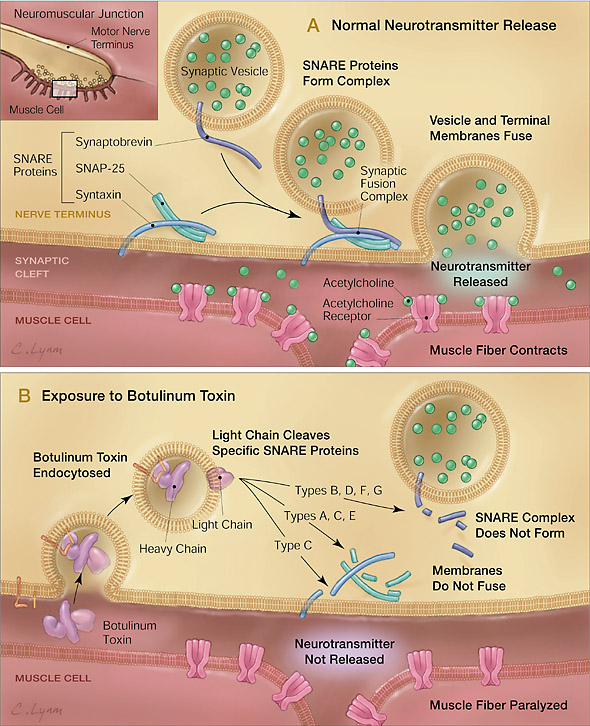 Neuromuscular Junction
Motor Nerve
Terminus
Muscle Cell
A Normal Neurotransmitter Release
Synaptic Vesicle
SNARE Proteins
Form Complex
Vesicle and Terminal
Membranes Fuse
SNARE
Proteins
Synaptobrevin
SNAP-25
Syntaxin
Synaptic
Fusion
Complex
NERVE TERMINUS
SYNAPTIC
CLEFT
Neurotransmitter
Released
Acetylcholine
Acetylcholine
Receptor
MUSCLE CELL
Muscle Fiber Contracts
C. Lynm
B Exposure to Botulinum Toxin
Botulinum Toxin
Endocytosed
Light Chain Cleaves
Specific SNARE Proteins
Light Chain
Heavy Chain
Types B, D, F, G
Types A, C, E
Type C
SNARE Complex
Does Not Form
Membranes
Do Not Fuse
Botulinum
Toxin
Neurotransmitter
Not Released
MUSCLE CELL
Muscle Fiber Paralyzed
C. Lynm